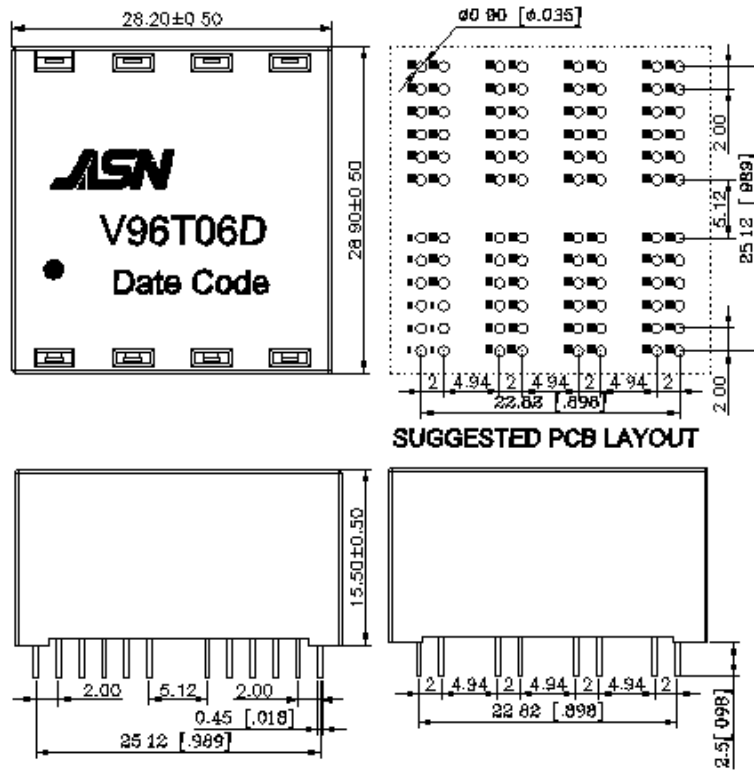 28.20±0.50
ø0.90 [ø.035]
JSN
V96T06D
Date Code
28.90±0.50
2.00
5.12
25.12 [.989]
2.00
2 4.94 2 4.94 2 4.94 2
22.82 [.898]
SUGGESTED PCB LAYOUT
15.50±0.50
2.00 5.12 2.00
0.45 [.018]
25.12 [.989]
2 4.94 2 4.94 2 4.94 2
22.82 [.898]
2.5[.098]